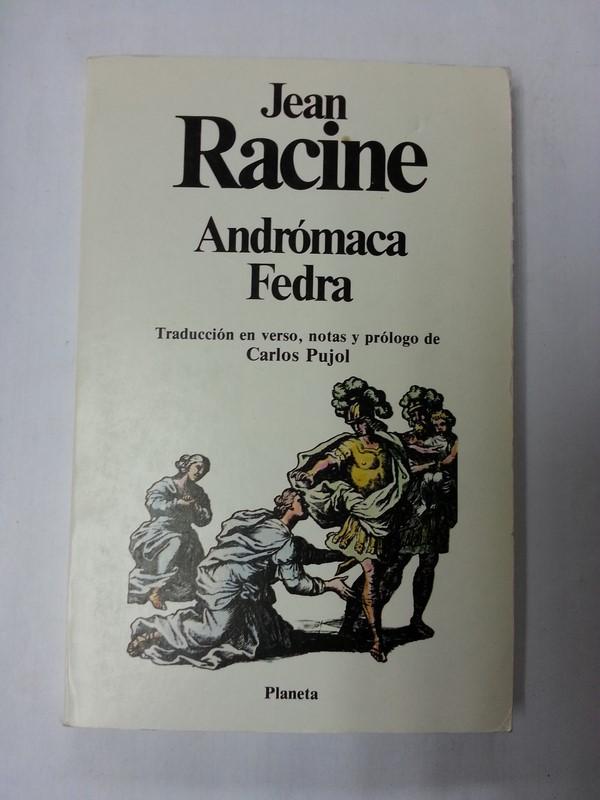 Jean
Racine
Andrómaca
Fedra
Traducción en verso, notas y prólogo de
Carlos Pujol
Planeta